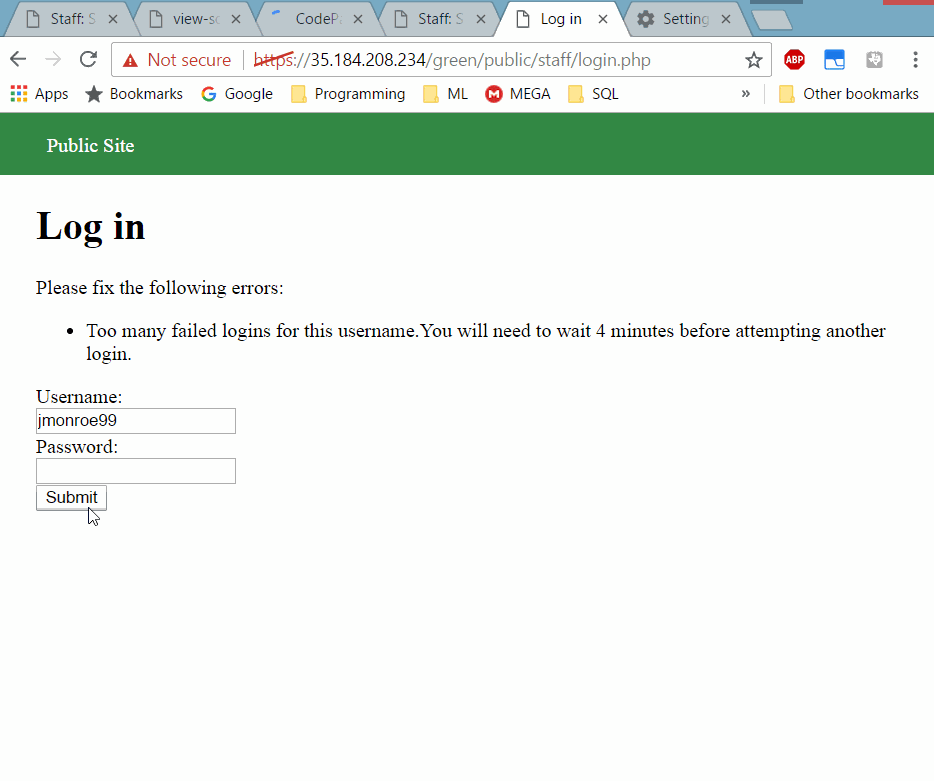 Staff: S
view-so
CodePa
Staff: S
Log in
Setting
Not secure
https://35.184.208.234/green/public/staff/login.php
ABP
Apps
Bookmarks
Google
Programming
ML
MEGA
SQL
»
Other bookmarks
Public Site
Log in
Please fix the following errors:
• Too many failed logins for this username.You will need to wait 4 minutes before attempting another
login.
Username:
jmonroe99
Password:
Submit